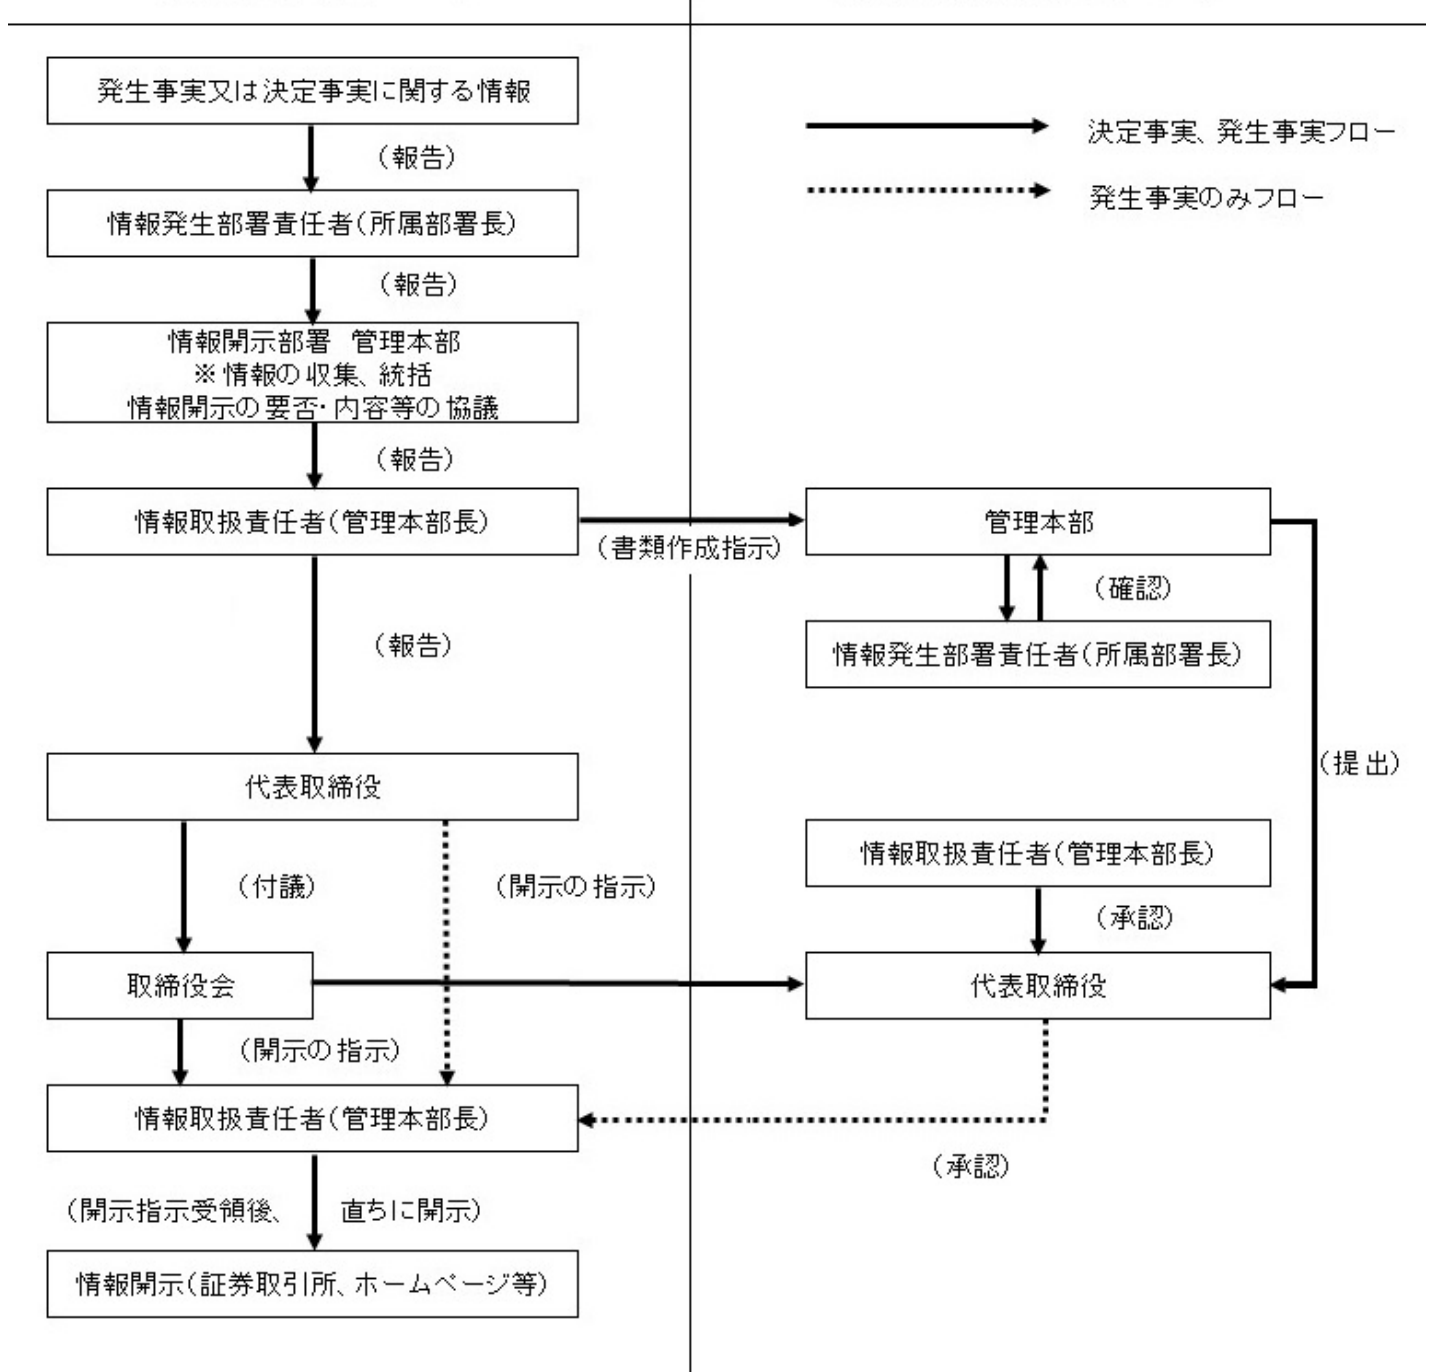 発生事実又は決定事実に関する情報
（報告）
情報発生部署責任者（所属部署長）
（報告）
情報開示部署　管理本部
※情報の収集、統括
情報開示の要否・内容等の協議
（報告）
情報取扱責任者（管理本部長）
（報告）
代表取締役
（付議）
（開示の指示）
取締役会
（開示の指示）
情報取扱責任者（管理本部長）
（開示指示受領後、　直ちに開示）
情報開示（証券取引所、ホームページ等）
決定事実、発生事実フロー
発生事実のみフロー
（書類作成指示）
管理本部
（確認）
情報発生部署責任者（所属部署長）
（提出）
情報取扱責任者（管理本部長）
（承認）
代表取締役
（承認）